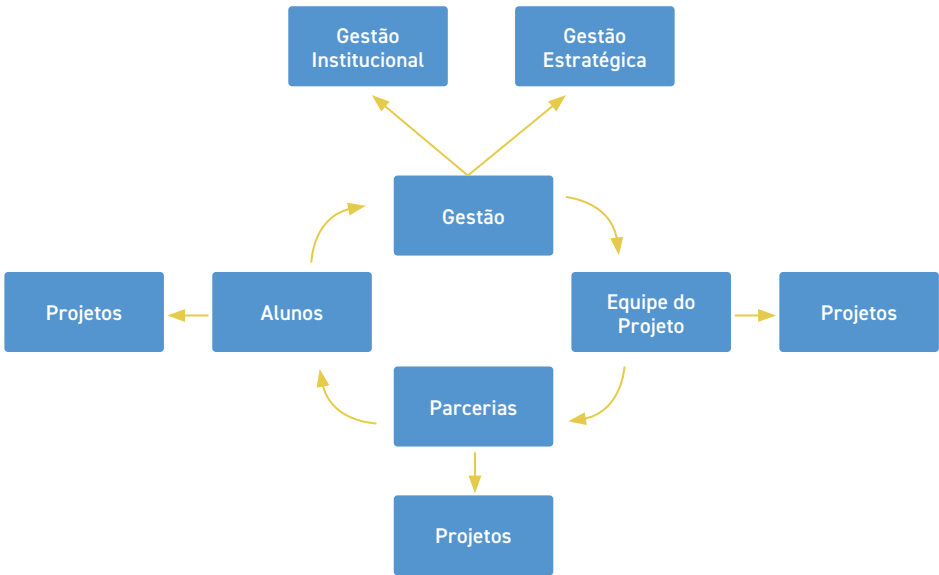 Gestão
Institucional
Gestão
Estratégica
Gestão
Projetos
Alunos
Equipe do
Projeto
Projetos
Parcerias
Projetos